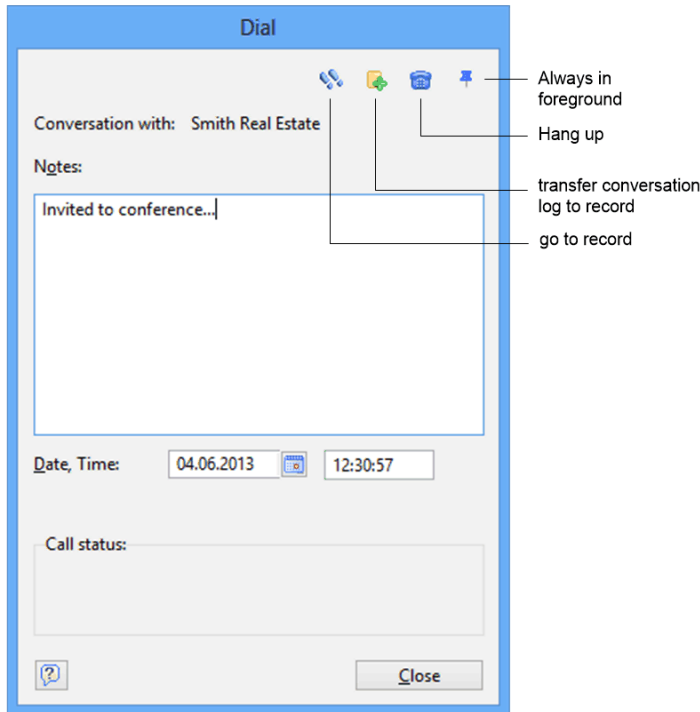 Dial
Always in
foreground
Conversation with: Smith Real Estate
Hang up
Notes:
transfer conversation
log to record
Invited to conference...
go to record
Date, Time: 04.06.2013 12:30:57
Call status:
Close